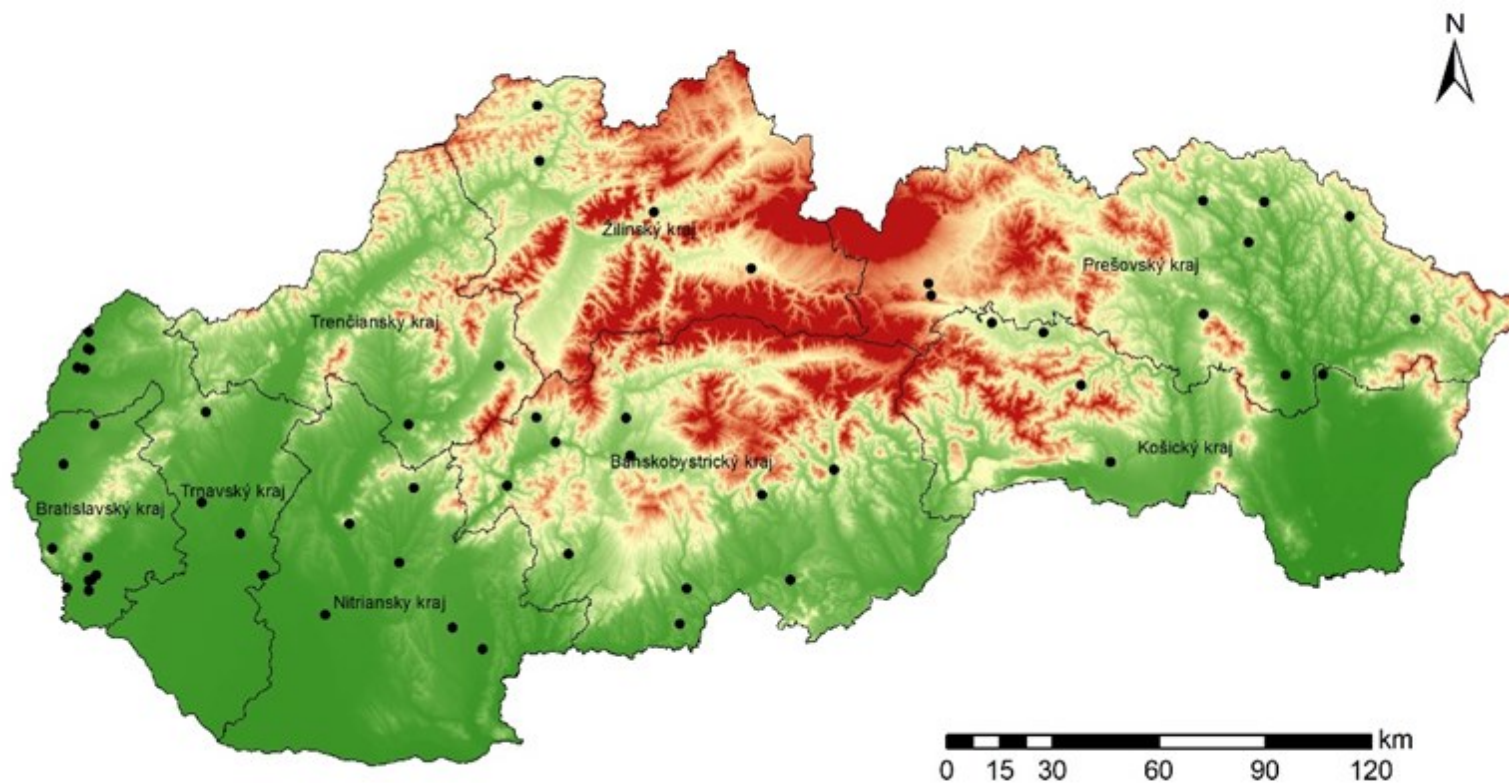 N
Žilinský kraj
Prešovský kraj
Trenčiansky kraj
Košický kraj
Banskobystrický kraj
Trnavský kraj
Bratislavský kraj
Nitriansky kraj
km
0 15 30 60 90 120